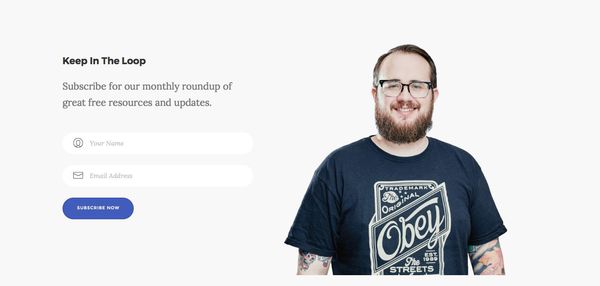 Keep In The Loop
Subscribe for our monthly roundup of
great free resources and updates.
Your Name
Email Address
SUBSCRIBE NOW
TRADEMARK
The
ORIGINAL
Obey
EST.
1989
The
STREETS